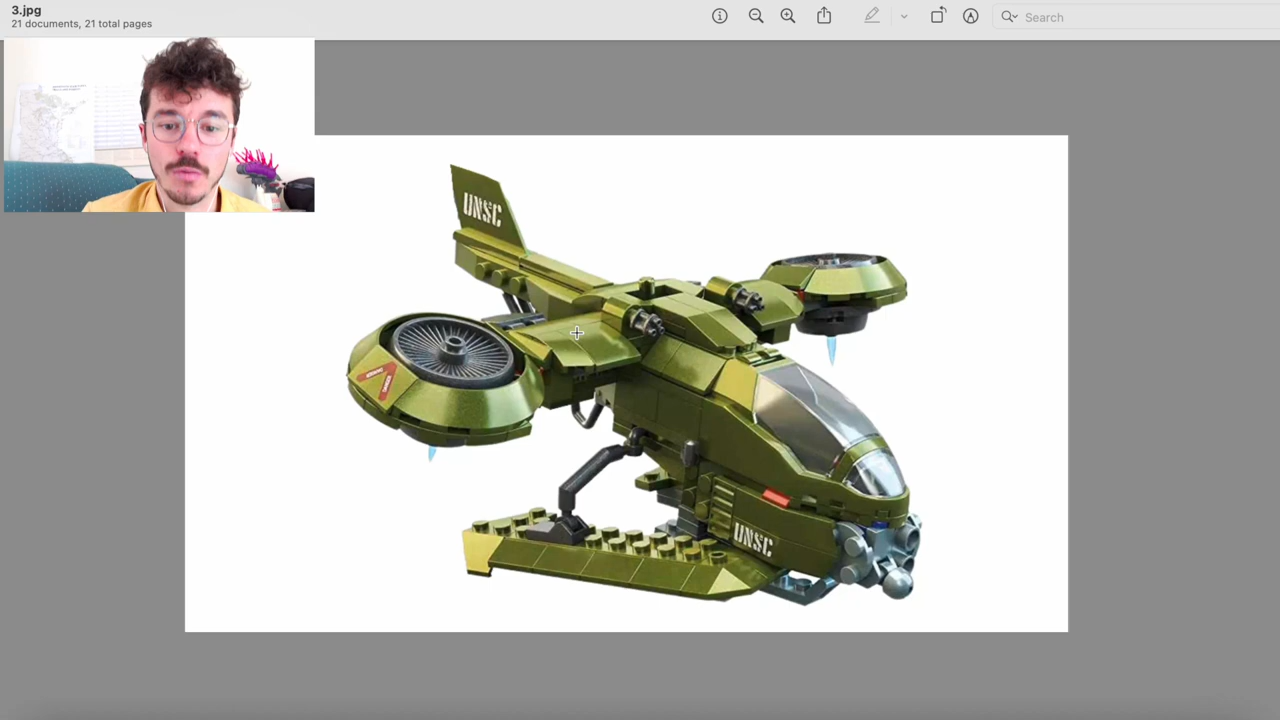 3.jpg
21 documents, 21 total pages
Search
UNSC
UNSC